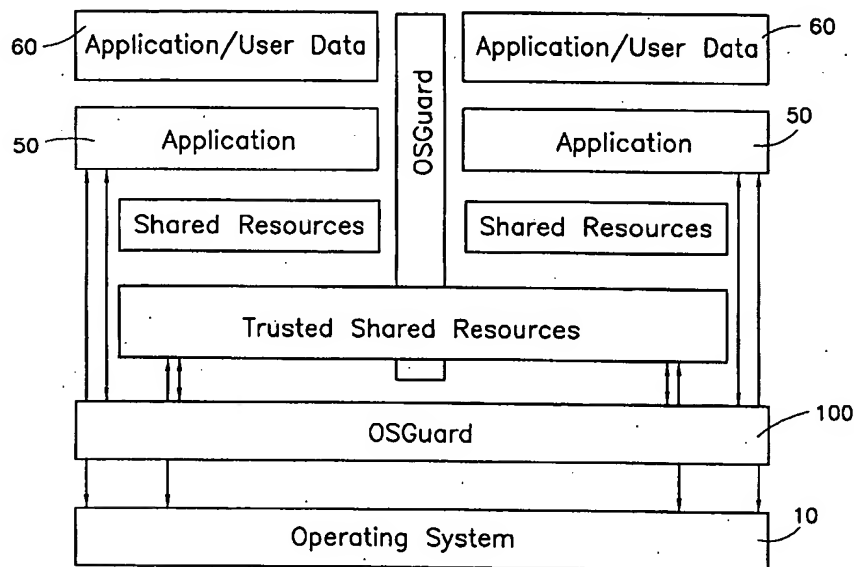 60
Application/User Data
OSGuard
Application/User Data
60
50
Application
Application
50
Shared Resources
Shared Resources
Trusted Shared Resources
OSGuard
100
Operating System
10